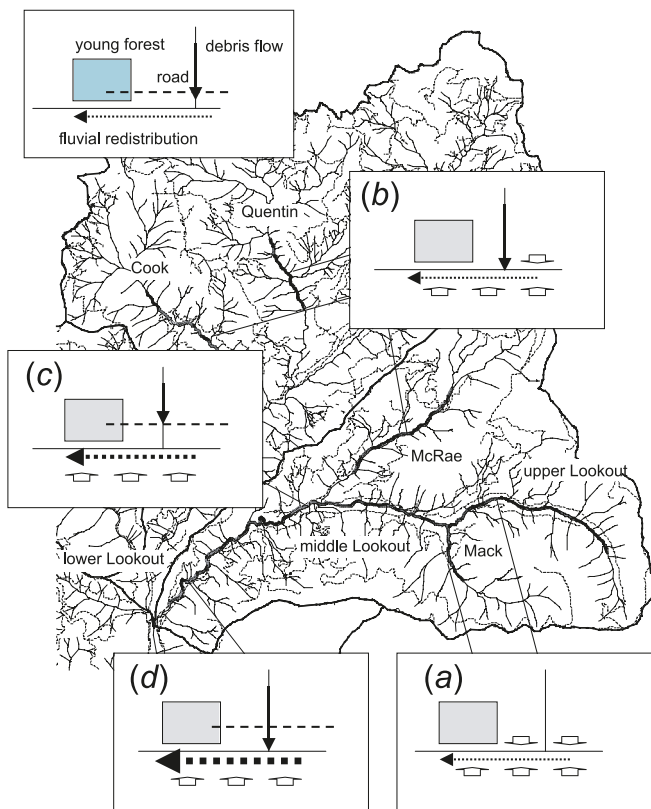 young forest
debris flow
road
fluvial redistribution
(b)
Quentin
Cook
(c)
McRae
upper Lookout
lower Lookout
middle Lookout
Mack
(d)
(a)